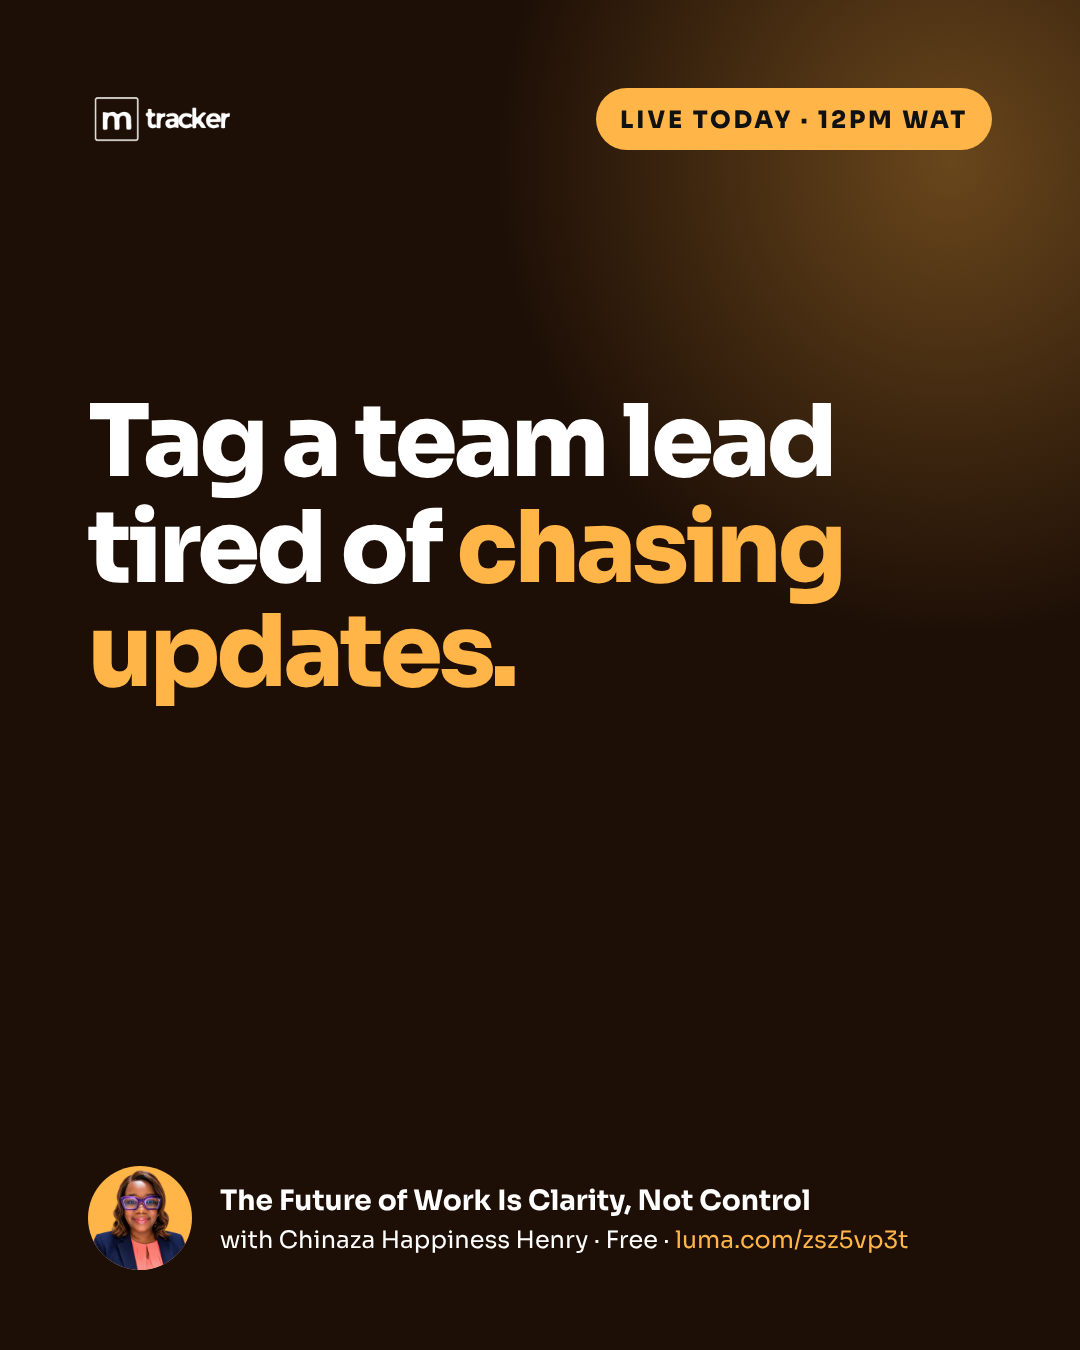 m tracker
LIVE TODAY · 12PM WAT
Tag a team lead
tired of chasing
updates.
The Future of Work Is Clarity, Not Control
with Chinaza Happiness Henry · Free · luma.com/zsz5vp3t